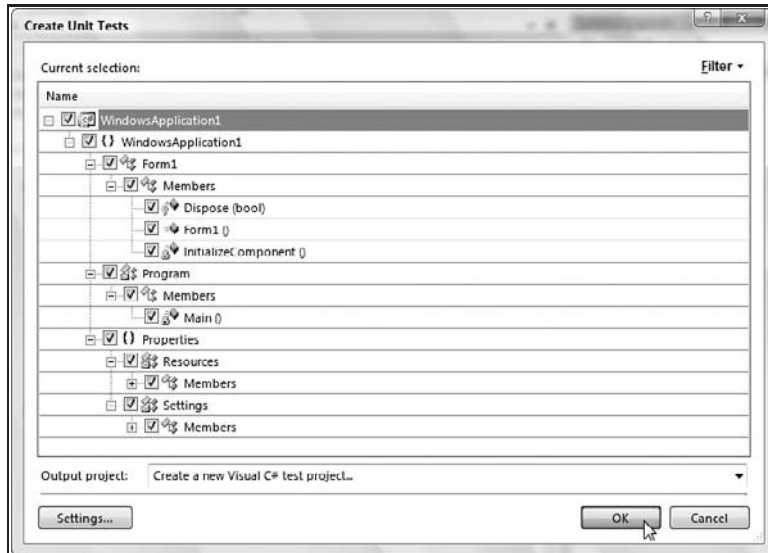 Create Unit Tests
Current selection:
Filter
Name
WindowsApplication1
{} WindowsApplication1
Form1
Members
Dispose (bool)
Form1 ()
InitializeComponent ()
Program
Members
Main ()
{} Properties
Resources
Members
Settings
Members
Output project: Create a new Visual C# test project...
Settings... OK Cancel